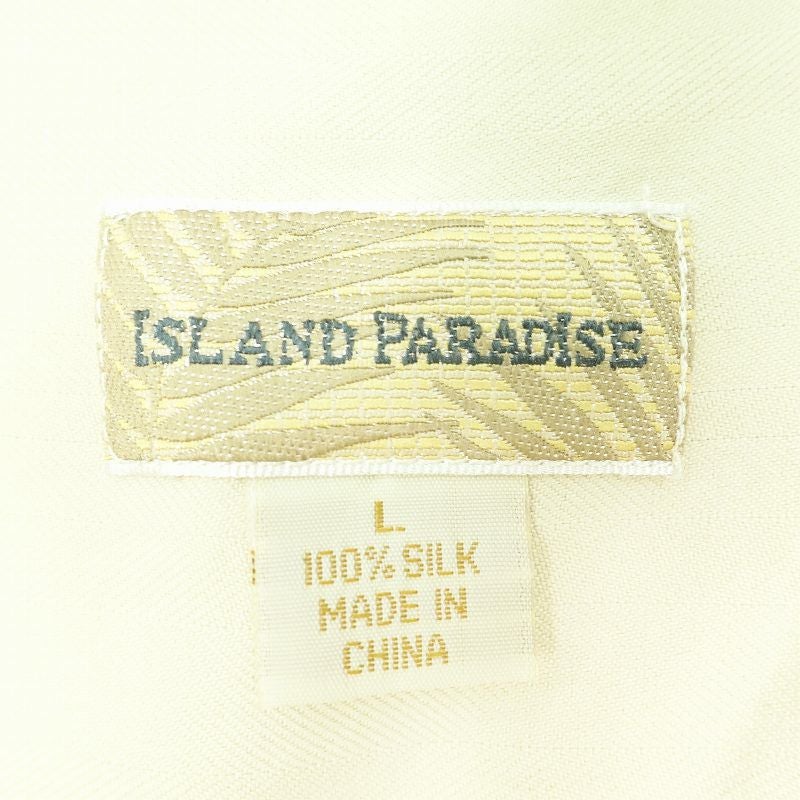 ISLAND PARADISE
L.
100% SILK
MADE IN
CHINA